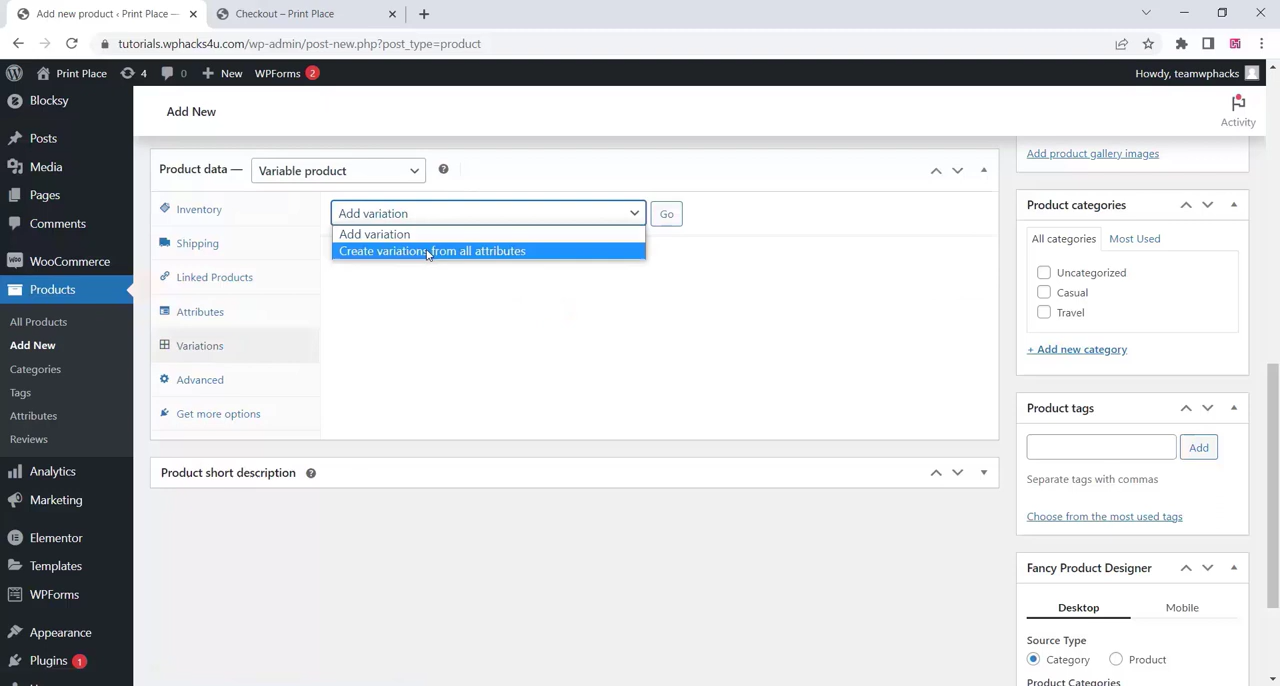 Add new product ‹ Print Place —
Checkout – Print Place
tutorials.wphacks4u.com/wp-admin/post-new.php?post_type=product
Print Place
4
0
New
WPForms
2
Howdy, teamwphacks
Blocksy
Posts
Media
Pages
Comments
WooCommerce
Products
All Products
Add New
Categories
Tags
Attributes
Reviews
Analytics
Marketing
Elementor
Templates
WPForms
Appearance
Plugins 1
Add New
Activity
Product data —
Variable product
Inventory
Shipping
Linked Products
Attributes
Variations
Advanced
Get more options
Add variation
Go
Add variation
Create variations from all attributes
Product short description
Add product gallery images
Product categories
All categories
Most Used
Uncategorized
Casual
Travel
+ Add new category
Product tags
Add
Separate tags with commas
Choose from the most used tags
Fancy Product Designer
Desktop
Mobile
Source Type
Category
Product
Product Categories